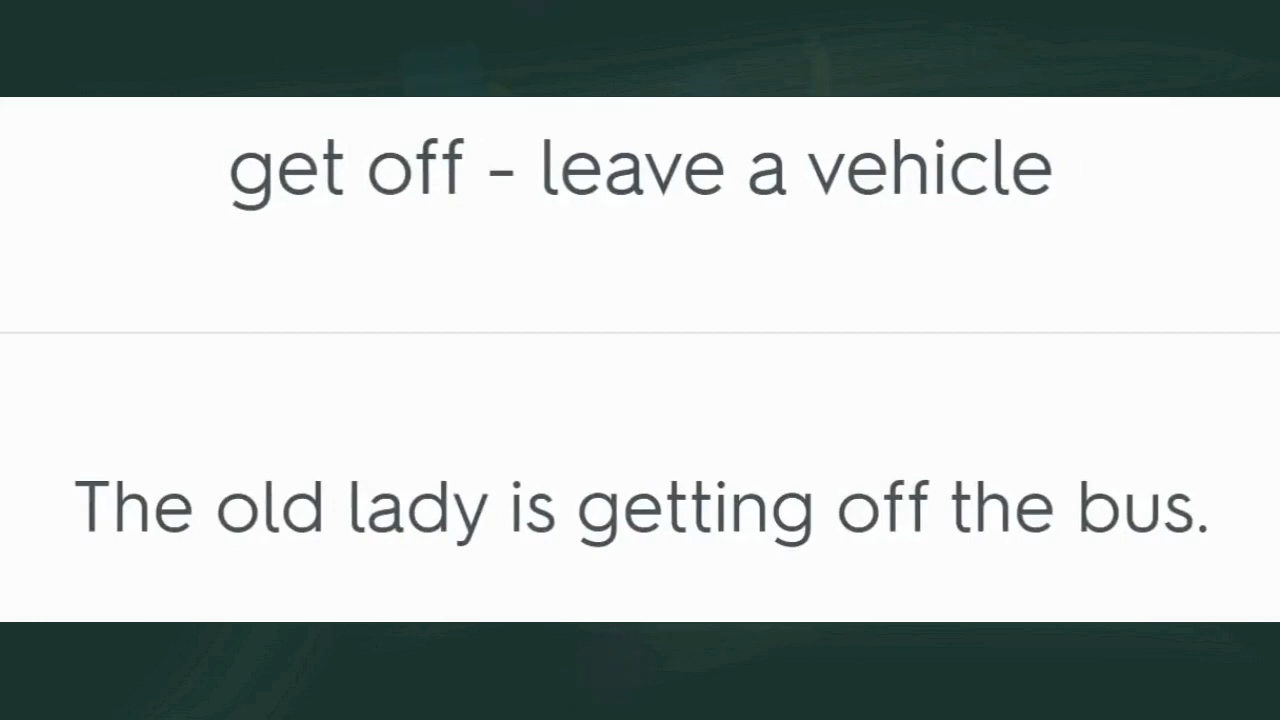 get off - leave a vehicle
The old lady is getting off the bus.